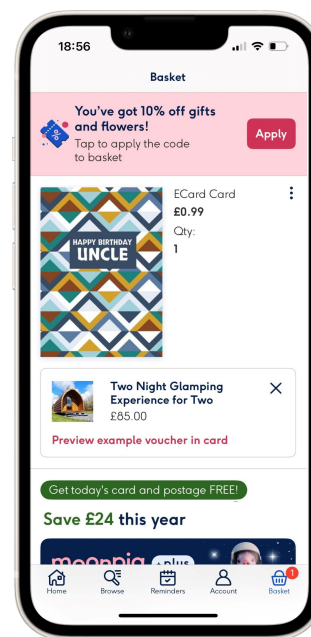 18:56
Basket
You've got 10% off gifts
and flowers!
Tap to apply the code
to basket
Apply
%
ECard Card
£0.99
Qty:
1
HAPPY BIRTHDAY
UNCLE
Two Night Glamping
Experience for Two
£85.00
Preview example voucher in card
Get today's card and postage FREE!
Save £24 this year
moonpig +plus
Home
Browse
Reminders
Account
1
Basket